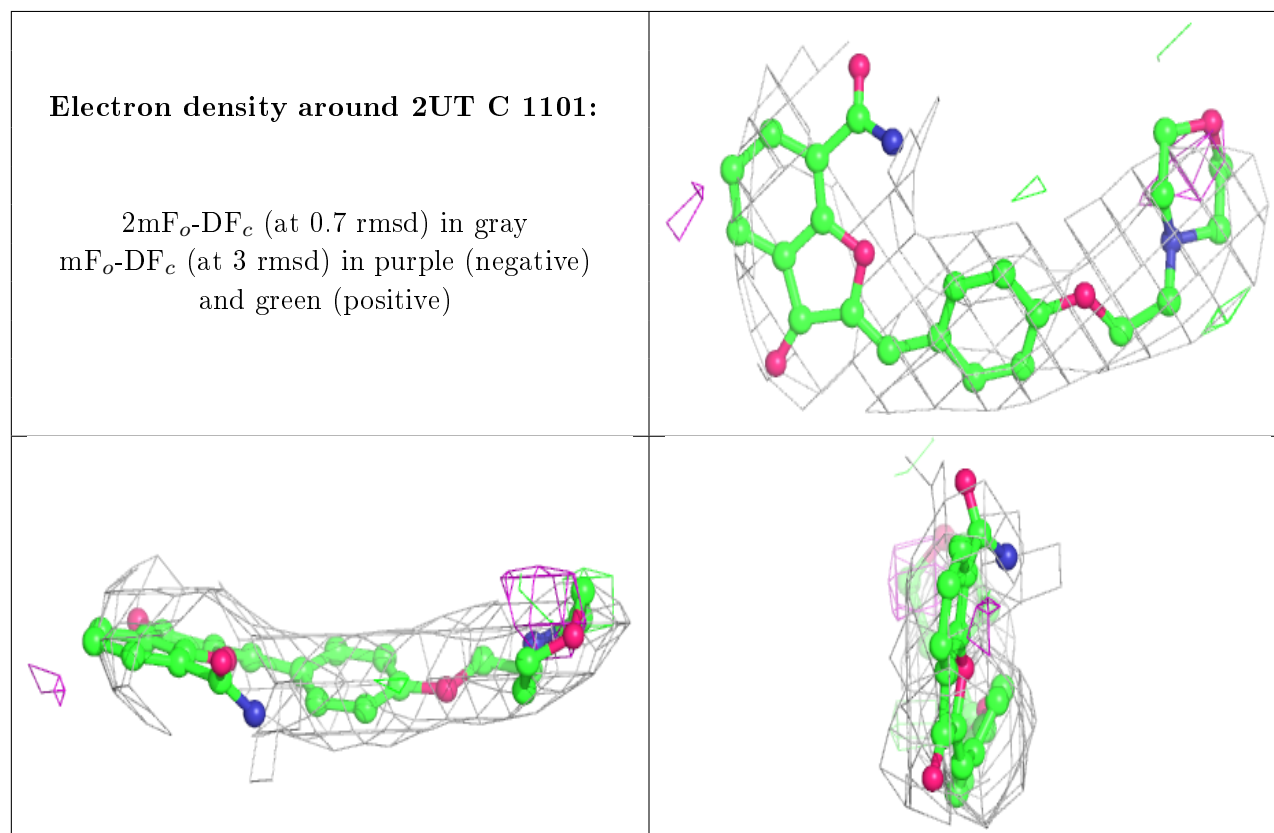 Electron density around 2UT C 1101:
2mFo-DFc (at 0.7 rmsd) in gray
mFo-DFc (at 3 rmsd) in purple (negative)
and green (positive)